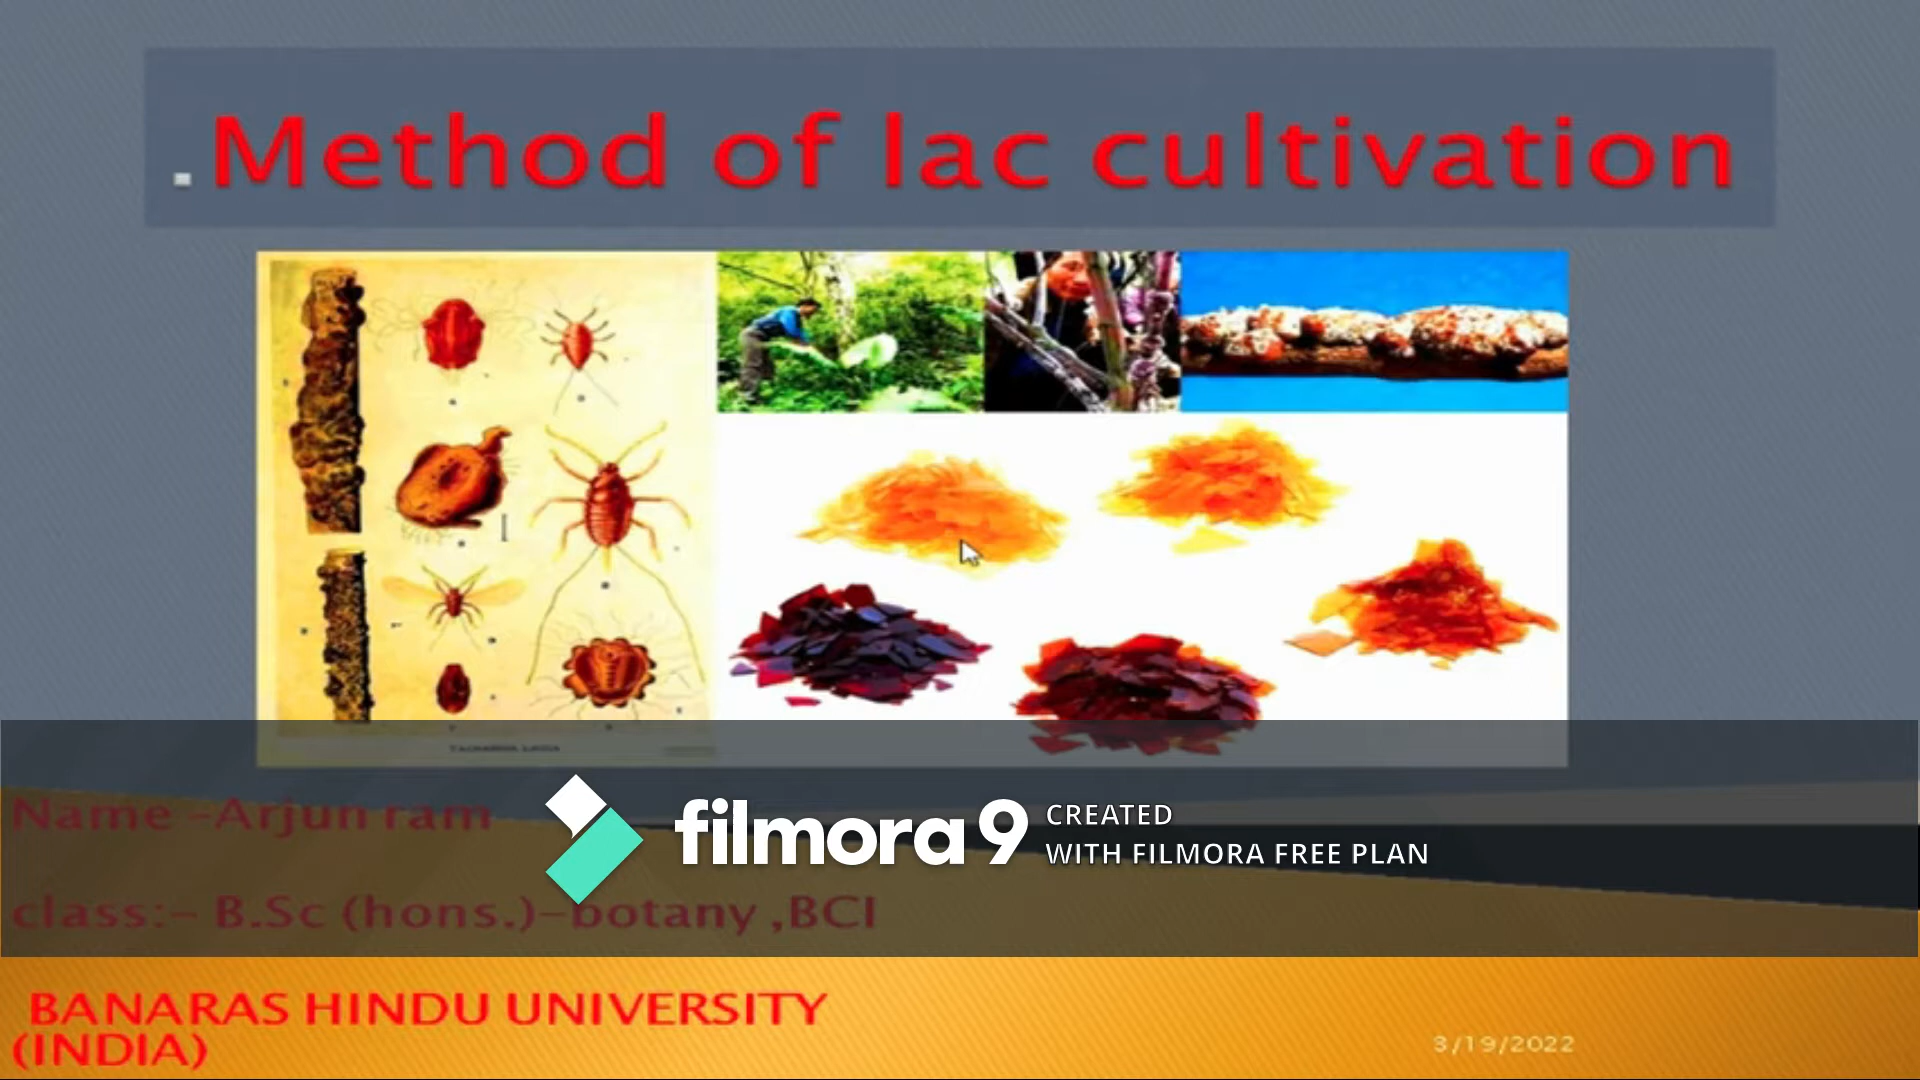 .Method of lac cultivation
Name -Arjun ram
filmora9
CREATED
WITH FILMORA FREE PLAN
class:- B.Sc (hons.)-botany ,BCI
BANARAS HINDU UNIVERSITY
(INDIA)
3/19/2022